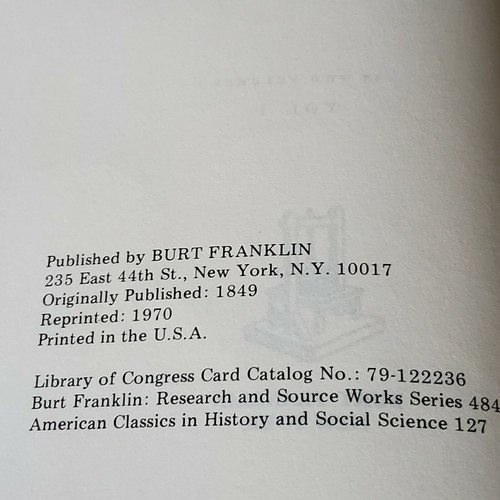 Published by BURT FRANKLIN
235 East 44th St., New York, N.Y. 10017
Originally Published: 1849
Reprinted: 1970
Printed in the U.S.A.
Library of Congress Card Catalog No.: 79-122236
Burt Franklin: Research and Source Works Series 484
American Classics in History and Social Science 127